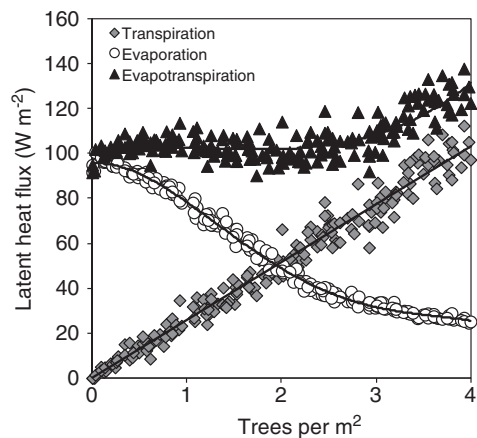 160
140
120
100
80
60
40
20
0
Transpiration
Evaporation
Evapotranspiration
Latent heat flux (W m⁻²)
0 1 2 3 4
Trees per m²